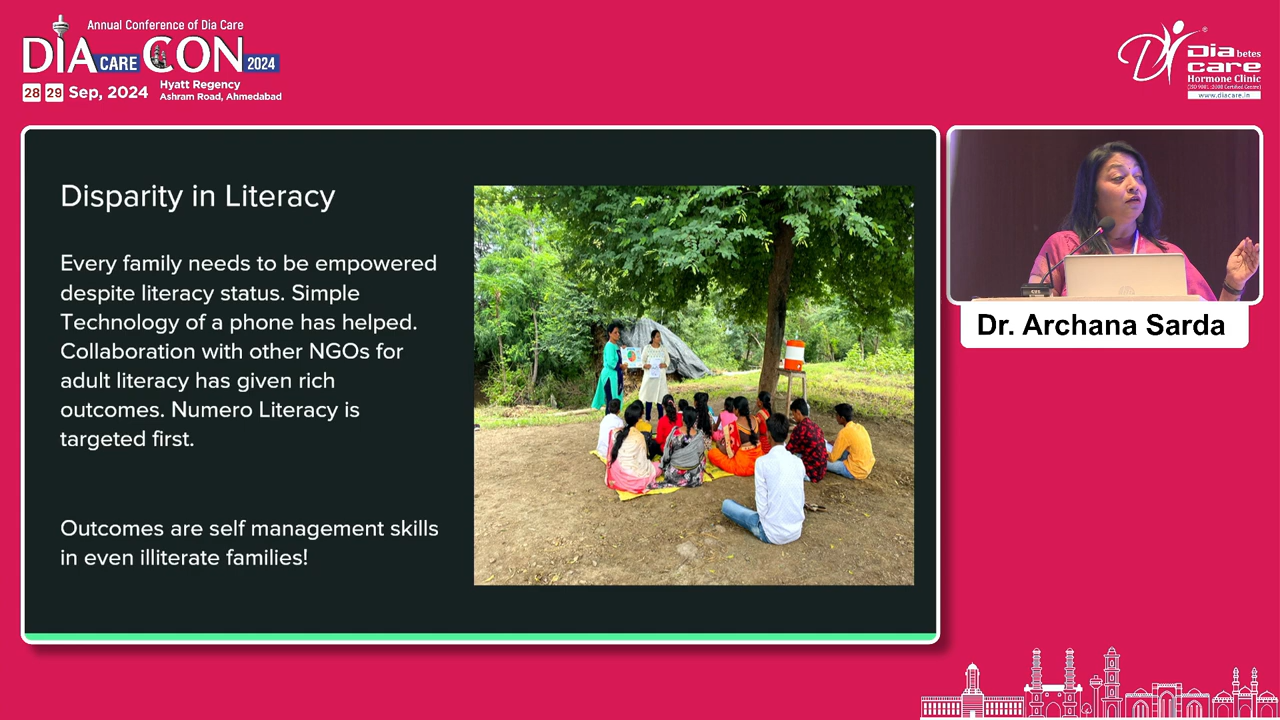 Annual Conference of Dia Care
DIA CARE CON 2024
28 29 Sep, 2024
Hyatt Regency
Ashram Road, Ahmedabad
Diabetes
care
Hormone Clinic
(ISO 9001:2008 Certified Centre)
www.diacare.in
Disparity in Literacy
Every family needs to be empowered
despite literacy status. Simple
Technology of a phone has helped.
Collaboration with other NGOs for
adult literacy has given rich
outcomes. Numero Literacy is
targeted first.
Outcomes are self management skills
in even illiterate families!
Dr. Archana Sarda